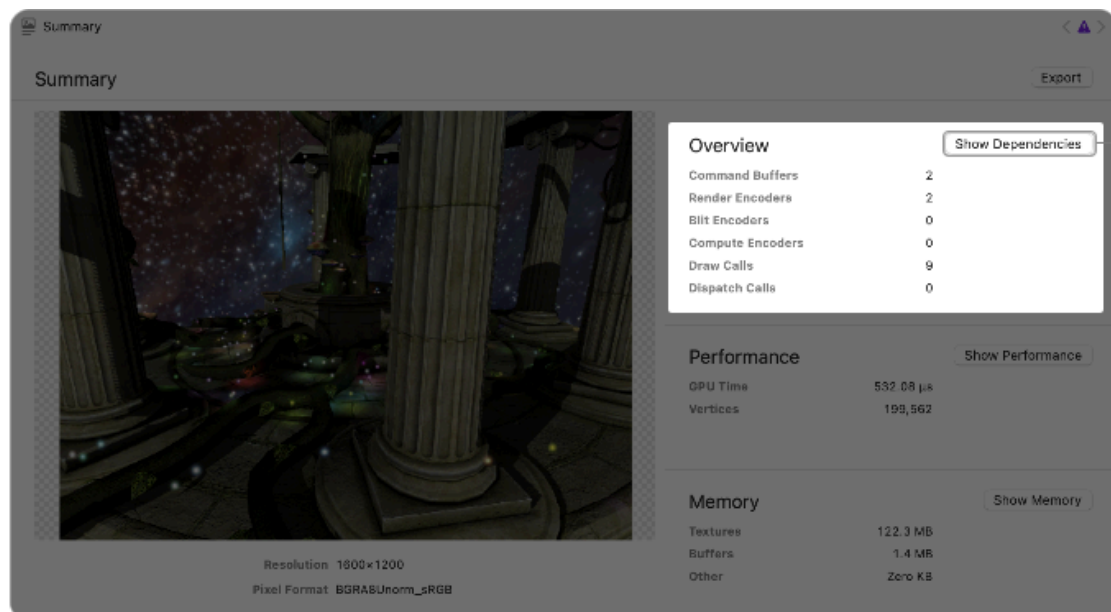 Summary
Summary
Export
Overview
Show Dependencies
Command Buffers 2
Render Encoders 2
Blit Encoders 0
Compute Encoders 0
Draw Calls 9
Dispatch Calls 0
Performance
Show Performance
GPU Time 532.08 µs
Vertices 199,562
Memory
Show Memory
Textures 122.3 MB
Buffers 1.4 MB
Other Zero KB
Resolution 1600×1200
Pixel Format BGRA8Unorm_sRGB